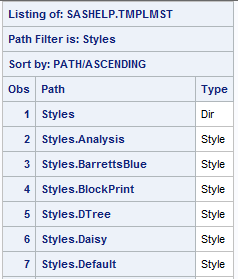 Listing of: SASHELP.TMPLMST
Path Filter is: Styles
Sort by: PATH/ASCENDING
Obs Path Type
1 Styles Dir
2 Styles.Analysis Style
3 Styles.BarrettsBlue Style
4 Styles.BlockPrint Style
5 Styles.DTree Style
6 Styles.Daisy Style
7 Styles.Default Style